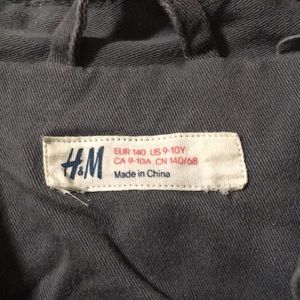 H&M
EUR 140 US 9-10Y
CA 9-10A CN 140/68
Made in China